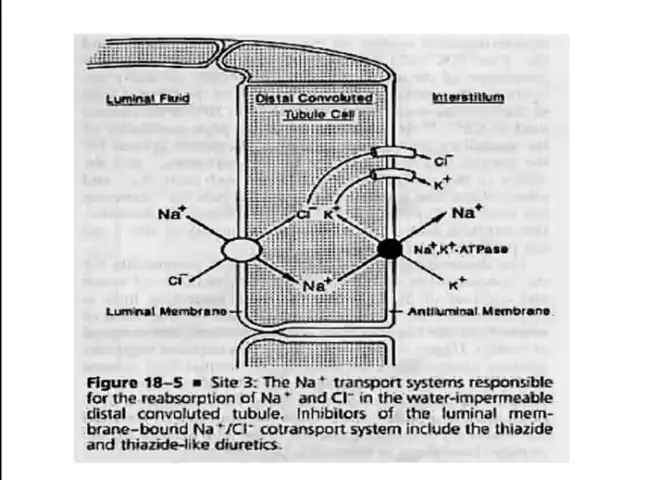 Luminal Fluid
Distal Convoluted
Tubule Cell
Interstitium
Cl⁻
K⁺
Na⁺
Cl⁻ K⁺
Na⁺
Na⁺,K⁺-ATPase
Cl⁻
Na⁺
K⁺
Luminal Membrane
Antiluminal Membrane
Figure 18–5 ■ Site 3: The Na⁺ transport systems responsible
for the reabsorption of Na⁺ and Cl⁻ in the water-impermeable
distal convoluted tubule. Inhibitors of the luminal mem-
brane–bound Na⁺/Cl⁻ cotransport system include the thiazide
and thiazide-like diuretics.